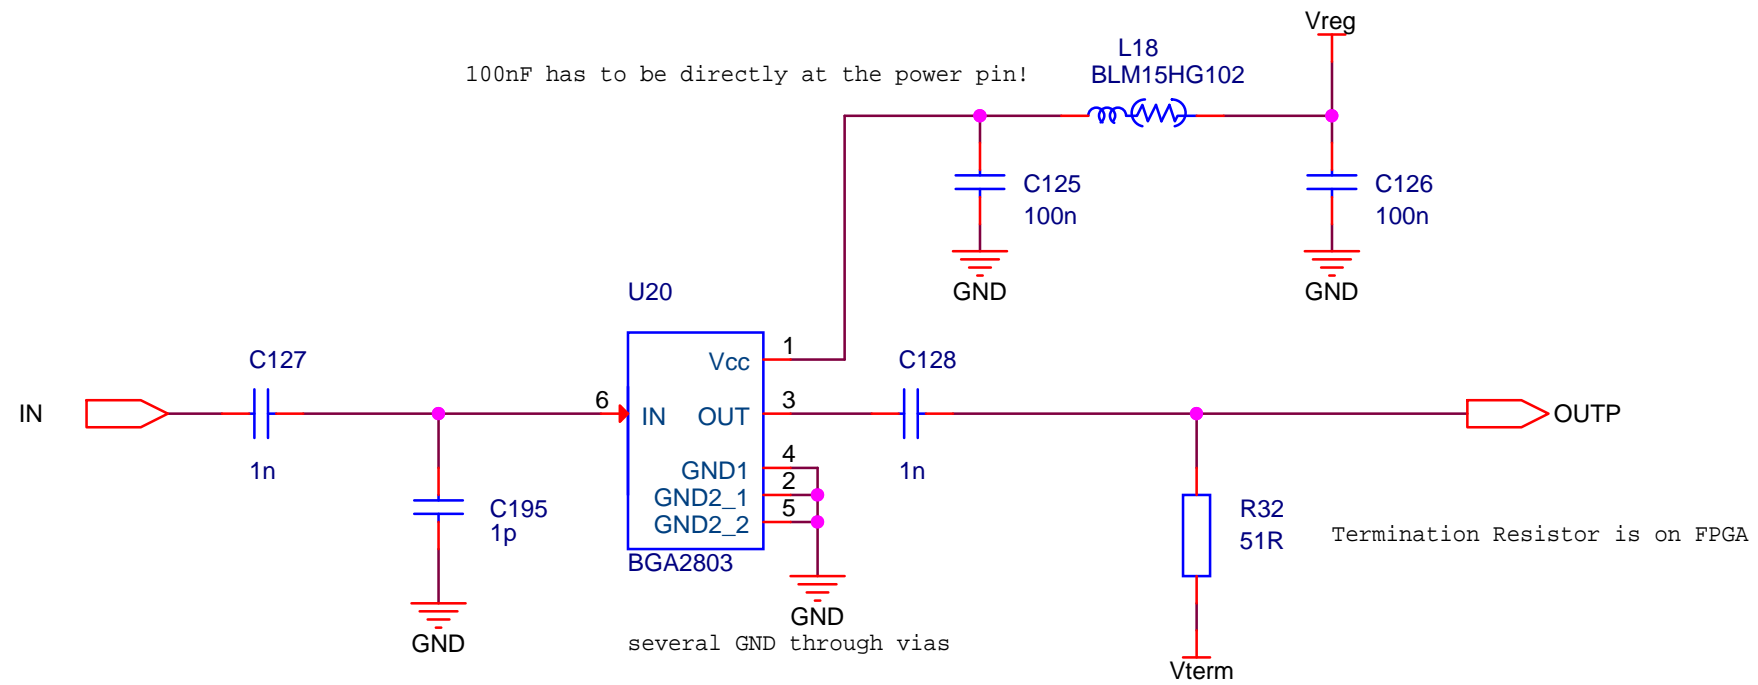 Vreg
L18
100nF has to be directly at the power pin!
BLM15HG102
C125
100n
C126
100n
GND
GND
U20
C127
Vcc
1
C128
IN
6
IN
OUT
3
OUTP
1n
GND1
4
1n
GND2_1
2
GND2_2
5
C195
1p
R32
51R
Termination Resistor is on FPGA
BGA2803
GND
GND
several GND through vias
Vterm